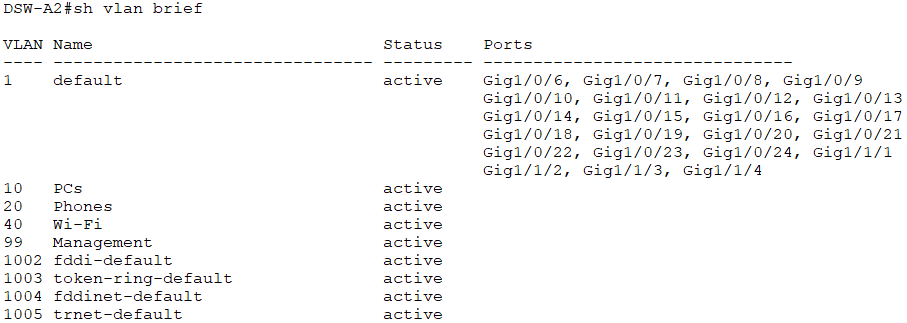 DSW-A2#sh vlan brief
VLAN Name                             Status    Ports
---- -------------------------------- --------- -------------------------------
1    default                          active    Gig1/0/6, Gig1/0/7, Gig1/0/8, Gig1/0/9
                                                Gig1/0/10, Gig1/0/11, Gig1/0/12, Gig1/0/13
                                                Gig1/0/14, Gig1/0/15, Gig1/0/16, Gig1/0/17
                                                Gig1/0/18, Gig1/0/19, Gig1/0/20, Gig1/0/21
                                                Gig1/0/22, Gig1/0/23, Gig1/0/24, Gig1/1/1
                                                Gig1/1/2, Gig1/1/3, Gig1/1/4
10   PCs                              active
20   Phones                           active
40   Wi-Fi                            active
99   Management                       active
1002 fddi-default                     active
1003 token-ring-default               active
1004 fddinet-default                  active
1005 trnet-default                    active